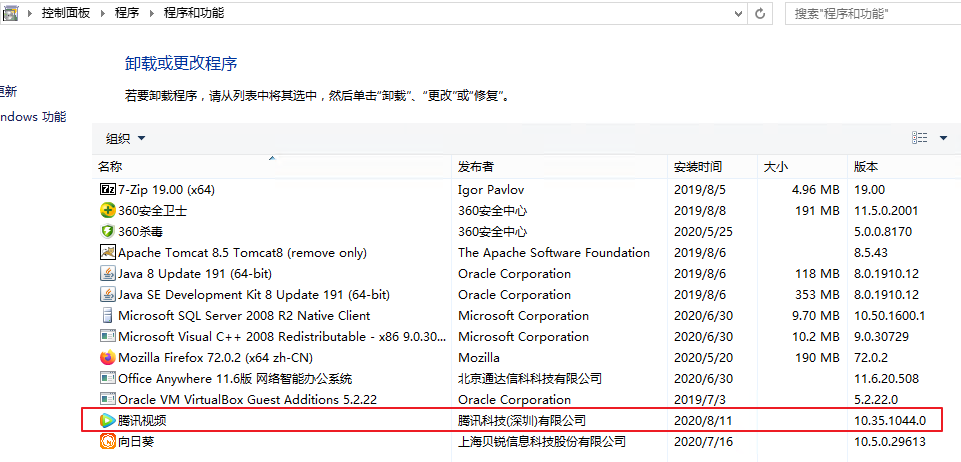 控制面板 程序 程序和功能 搜索"程序和功能"
卸载或更改程序
更新
若要卸载程序，请从列表中将其选中，然后单击“卸载”、“更改”或“修复”。
ndows 功能
组织
名称 发布者 安装时间 大小 版本
7-Zip 19.00 (x64) Igor Pavlov 2019/8/5 4.96 MB 19.00
360安全卫士 360安全中心 2019/8/8 191 MB 11.5.0.2001
360杀毒 360安全中心 2020/5/25 5.0.0.8170
Apache Tomcat 8.5 Tomcat8 (remove only) The Apache Software Foundation 2019/8/6 8.5.43
Java 8 Update 191 (64-bit) Oracle Corporation 2019/8/6 118 MB 8.0.1910.12
Java SE Development Kit 8 Update 191 (64-bit) Oracle Corporation 2019/8/6 353 MB 8.0.1910.12
Microsoft SQL Server 2008 R2 Native Client Microsoft Corporation 2020/6/30 9.70 MB 10.50.1600.1
Microsoft Visual C++ 2008 Redistributable - x86 9.0.30... Microsoft Corporation 2020/6/30 10.2 MB 9.0.30729
Mozilla Firefox 72.0.2 (x64 zh-CN) Mozilla 2020/5/20 190 MB 72.0.2
Office Anywhere 11.6版 网络智能办公系统 北京通达信科科技有限公司 2020/6/30 11.6.20.508
Oracle VM VirtualBox Guest Additions 5.2.22 Oracle Corporation 2019/7/3 5.2.22.0
腾讯视频 腾讯科技(深圳)有限公司 2020/8/11 10.35.1044.0
向日葵 上海贝锐信息科技股份有限公司 2020/7/16 10.5.0.29613